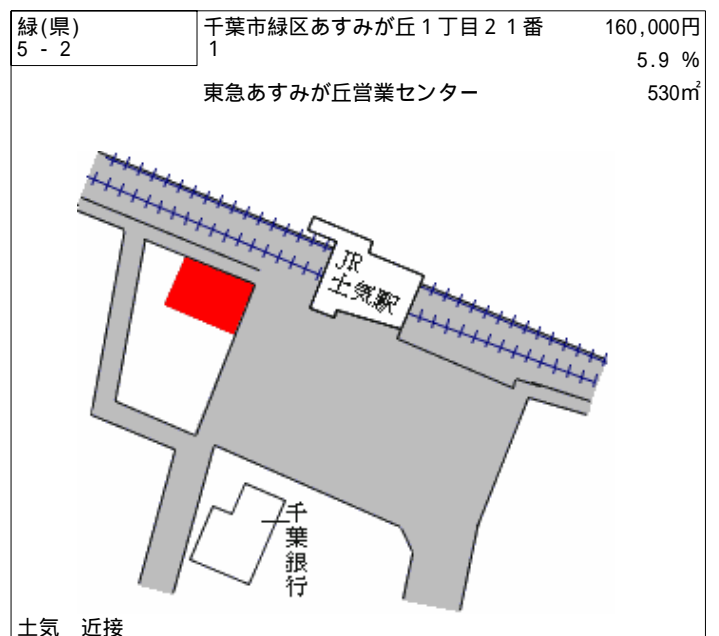 緑(県)
5 - 2
千葉市緑区あすみが丘1丁目21番
1
160,000円
5.9 %
東急あすみが丘営業センター
530㎡
JR
土気駅
千葉銀行
土気 近接